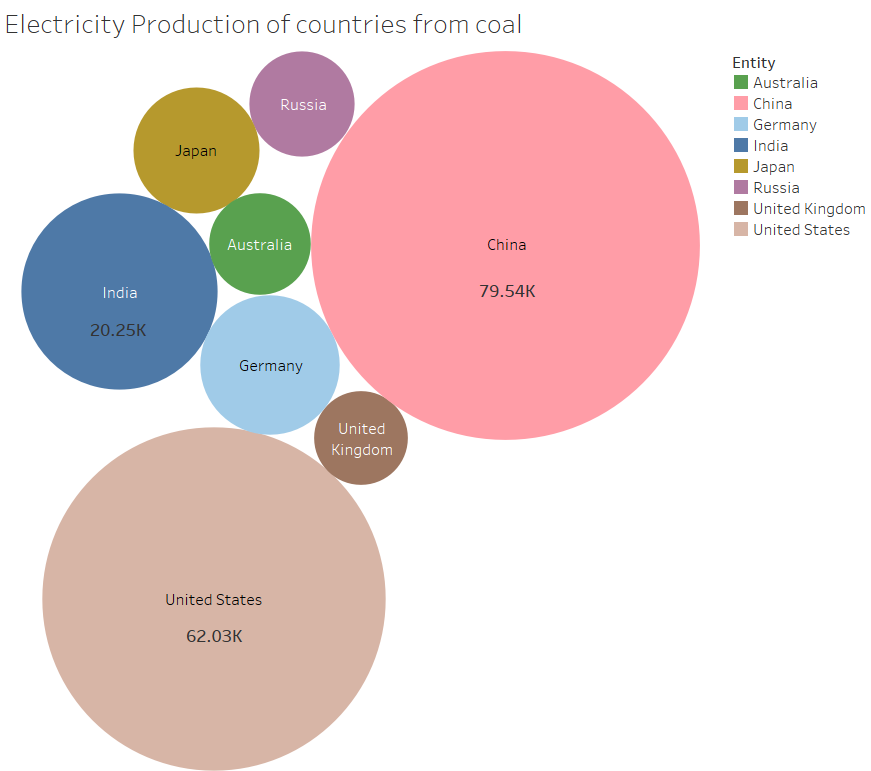 Electricity Production of countries from coal
Russia
Japan
Australia
China
79.54K
India
20.25K
Germany
United
Kingdom
United States
62.03K
Entity
Australia
China
Germany
India
Japan
Russia
United Kingdom
United States